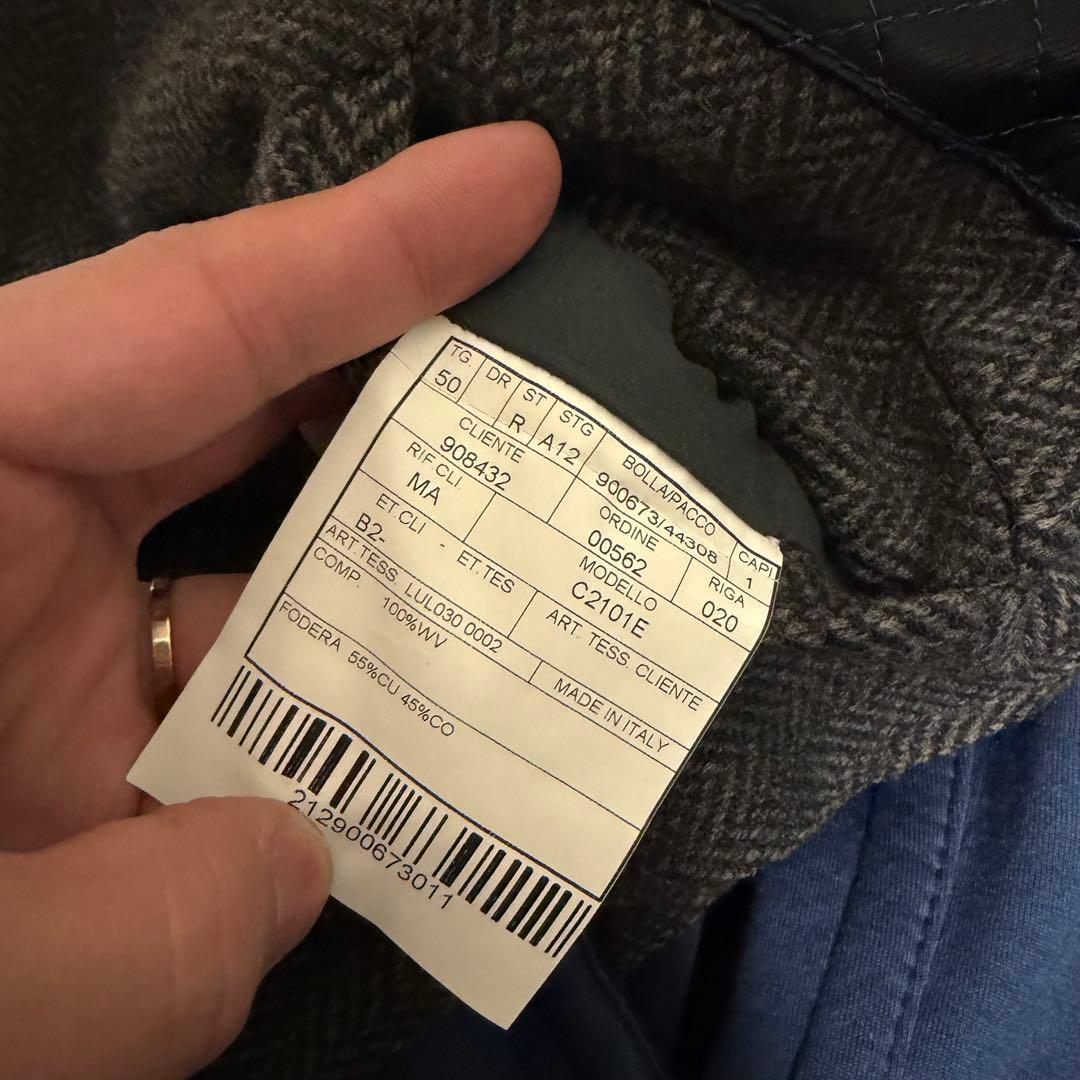 TG. DR ST STG BOLLA/PACCO CAPI
50 R A12 900673/44308 1
CLIENTE ORDINE RIGA
908432 00562 020
RIF.CLI. MODELLO
MA C2101E
ET.CLI - ET.TES ART. TESS. CLIENTE
B2-
ART.TESS. LUL030 0002 MADE IN ITALY
COMP. 100%WV
FODERA 55%CU 45%CO
212900673011